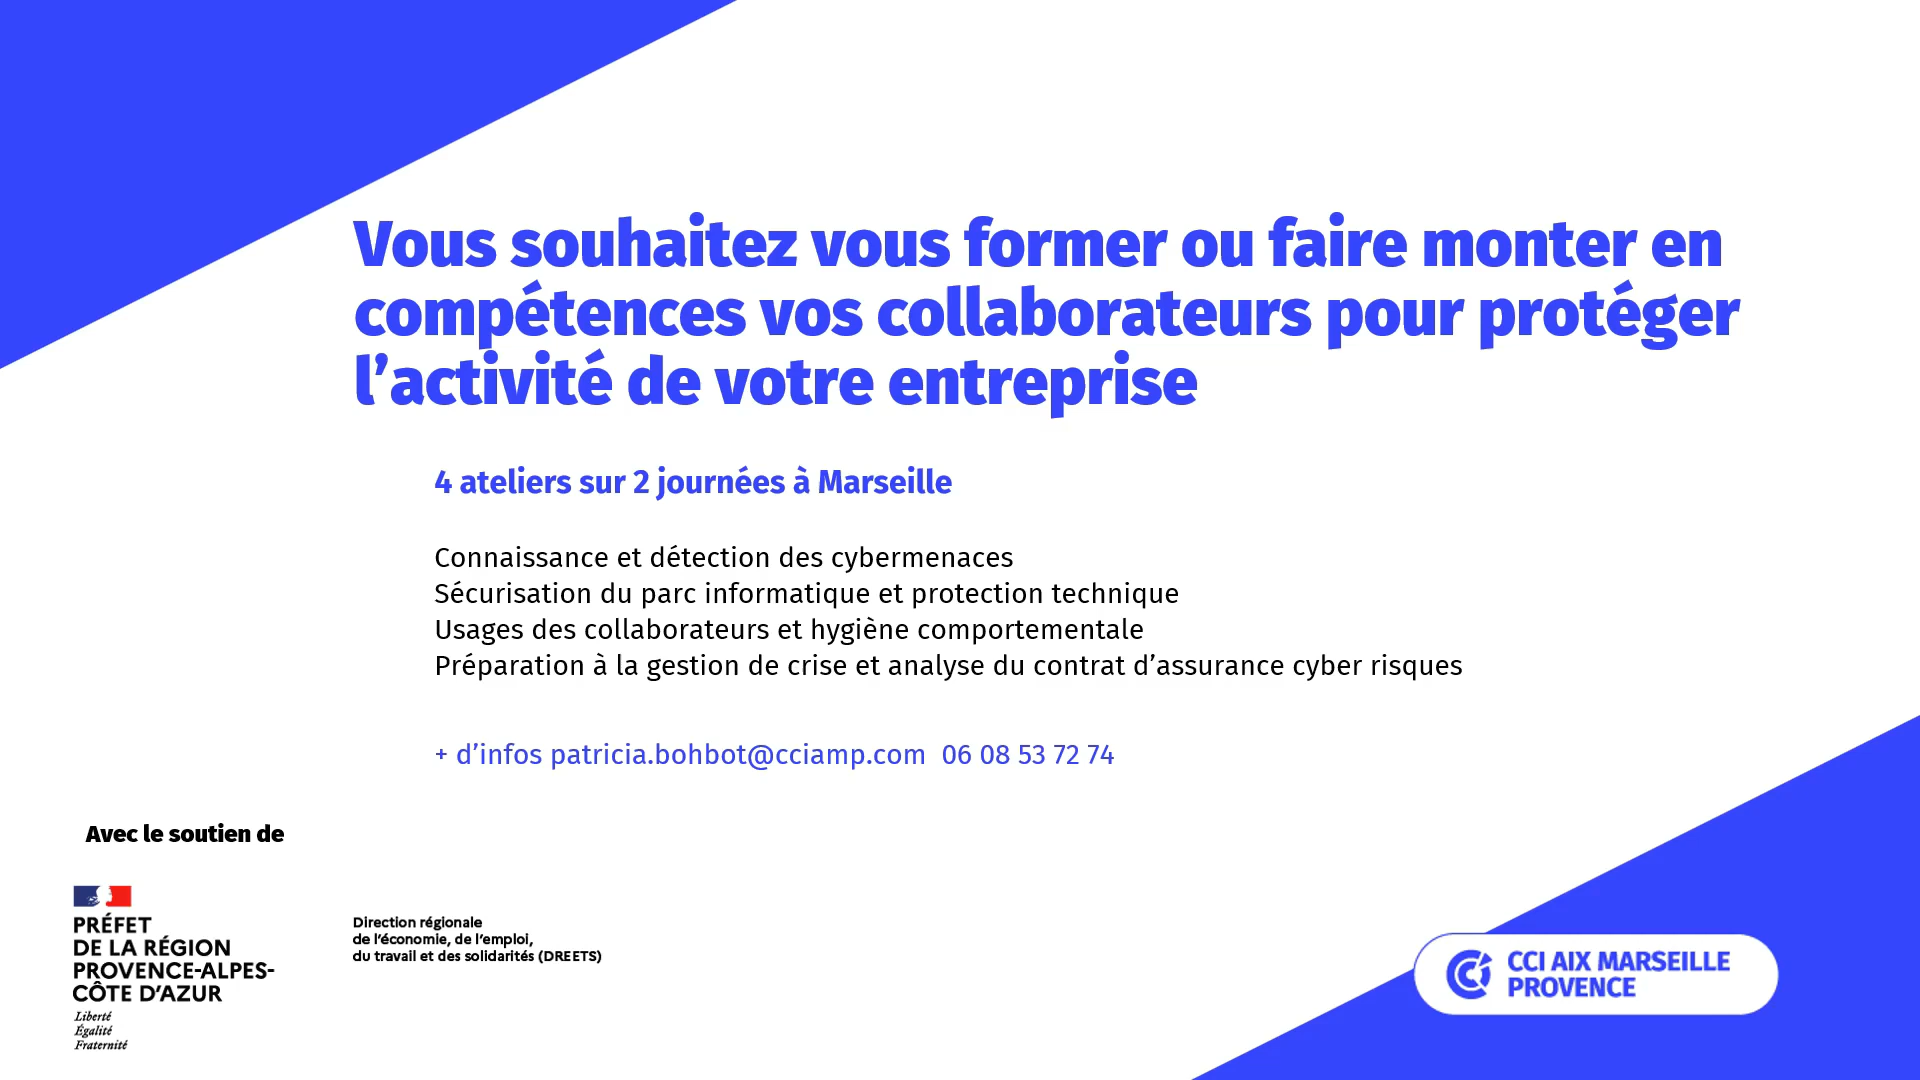 Vous souhaitez vous former ou faire monter en
compétences vos collaborateurs pour protéger
l’activité de votre entreprise
4 ateliers sur 2 journées à Marseille
Connaissance et détection des cybermenaces
Sécurisation du parc informatique et protection technique
Usages des collaborateurs et hygiène comportementale
Préparation à la gestion de crise et analyse du contrat d’assurance cyber risques
+ d’infos patricia.bohbot@cciamp.com 06 08 53 72 74
Avec le soutien de
PRÉFET
DE LA RÉGION
PROVENCE-ALPES-
CÔTE D’AZUR
Liberté
Égalité
Fraternité
Direction régionale
de l’économie, de l’emploi,
du travail et des solidarités (DREETS)
CCI AIX MARSEILLE
PROVENCE